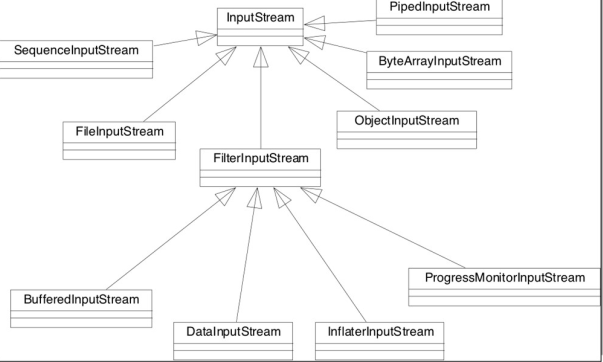 PipedInputStream
InputStream
SequenceInputStream
ByteArrayInputStream
ObjectInputStream
FileInputStream
FilterInputStream
ProgressMonitorInputStream
BufferedInputStream
DataInputStream
InflaterInputStream